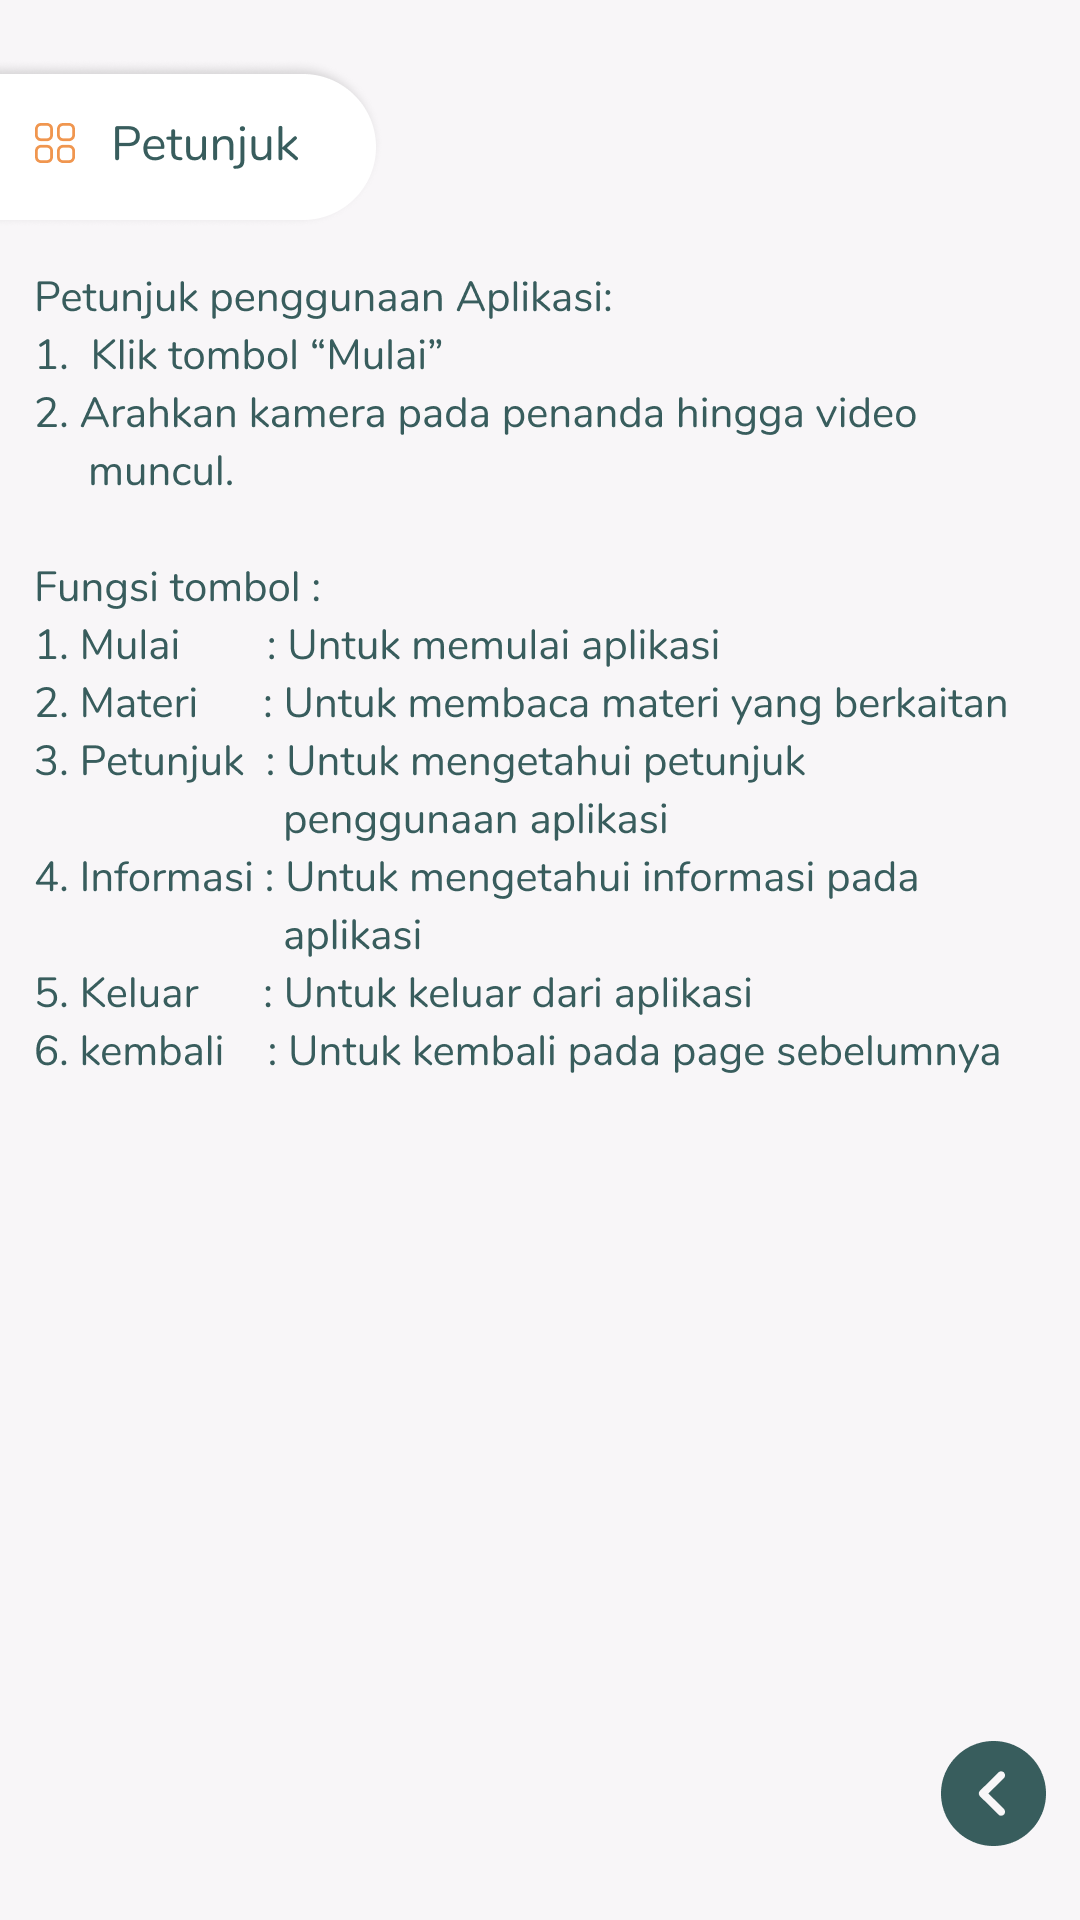 Petunjuk
Petunjuk penggunaan Aplikasi:
1. Klik tombol “Mulai”
2. Arahkan kamera pada penanda hingga video
muncul.
Fungsi tombol :
1. Mulai : Untuk memulai aplikasi
2. Materi : Untuk membaca materi yang berkaitan
3. Petunjuk : Untuk mengetahui petunjuk
penggunaan aplikasi
4. Informasi : Untuk mengetahui informasi pada
aplikasi
5. Keluar : Untuk keluar dari aplikasi
6. kembali : Untuk kembali pada page sebelumnya